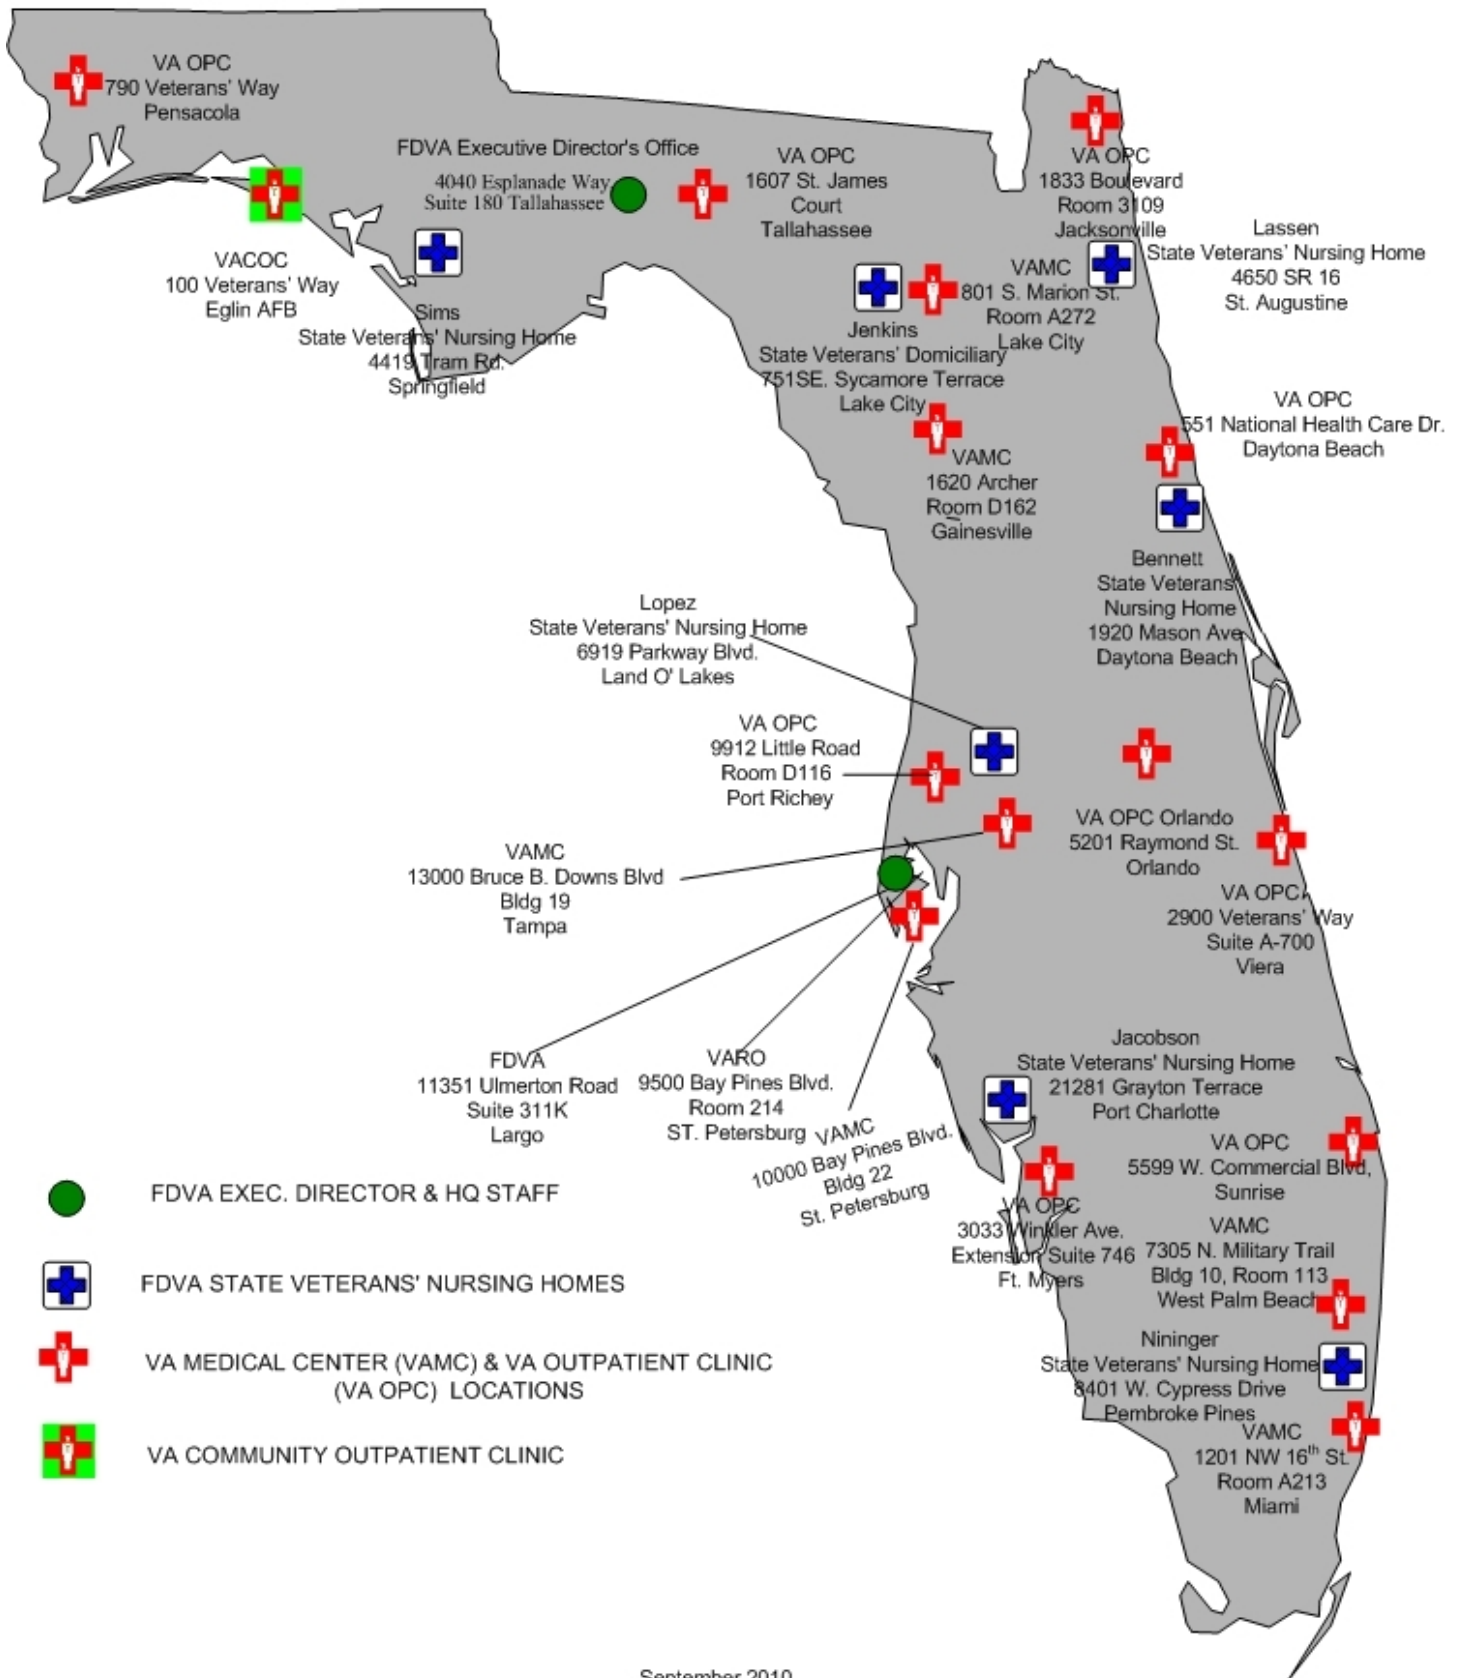 VA OPC
790 Veterans' Way
Pensacola
FDVA Executive Director's Office
4040 Esplanade Way,
Suite 180 Tallahassee
VA OPC
1607 St. James
Court
Tallahassee
VA OPC
1833 Boulevard
Room 3109
Jacksonville
Lassen
State Veterans' Nursing Home
4650 SR 16
St. Augustine
VACOC
100 Veterans' Way
Eglin AFB
Sims
State Veterans' Nursing Home
4419 Tram Rd.
Springfield
VAMC
801 S. Marion St.
Room A272
Lake City
Jenkins
State Veterans' Domiciliary
751SE. Sycamore Terrace
Lake City
VA OPC
551 National Health Care Dr.
Daytona Beach
VAMC
1620 Archer
Room D162
Gainesville
Bennett
State Veterans
Nursing Home
1920 Mason Ave
Daytona Beach
Lopez
State Veterans' Nursing Home
6919 Parkway Blvd.
Land O' Lakes
VA OPC
9912 Little Road
Room D116
Port Richey
VA OPC Orlando
5201 Raymond St.
Orlando
VAMC
13000 Bruce B. Downs Blvd
Bldg 19
Tampa
VA OPC
2900 Veterans' Way
Suite A-700
Viera
FDVA
11351 Ulmerton Road
Suite 311K
Largo
VARO
9500 Bay Pines Blvd.
Room 214
ST. Petersburg
VAMC
10000 Bay Pines Blvd.
Bldg 22
St. Petersburg
Jacobson
State Veterans' Nursing Home
21281 Grayton Terrace
Port Charlotte
VA OPC
5599 W. Commercial Blvd,
Sunrise
VA OPC
3033 Winkler Ave.
Extension Suite 746
Ft. Myers
VAMC
7305 N. Military Trail
Bldg 10, Room 113
West Palm Beach
Nininger
State Veterans' Nursing Home
8401 W. Cypress Drive
Pembroke Pines
VAMC
1201 NW 16th St.
Room A213
Miami
FDVA EXEC. DIRECTOR & HQ STAFF
FDVA STATE VETERANS' NURSING HOMES
VA MEDICAL CENTER (VAMC) & VA OUTPATIENT CLINIC
(VA OPC) LOCATIONS
VA COMMUNITY OUTPATIENT CLINIC
September 2010